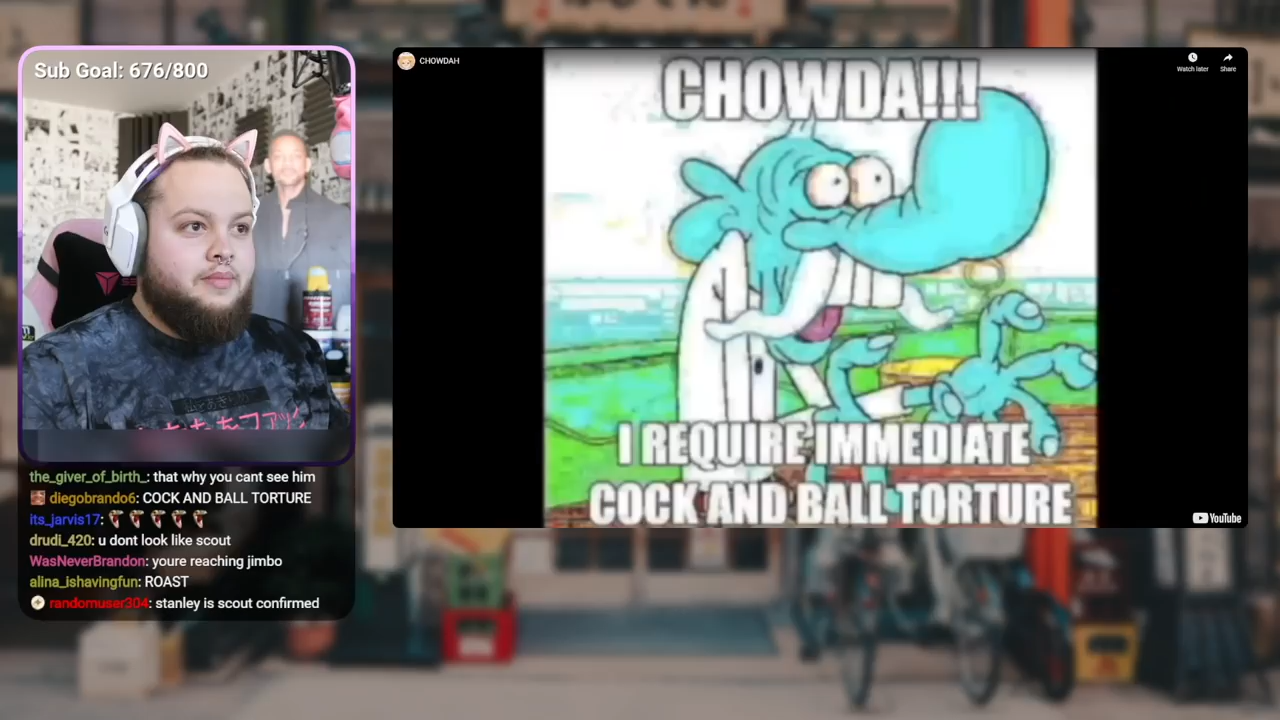 Sub Goal: 676/800
the_giver_of_birth_: that why you cant see him
diegobrando6: COCK AND BALL TORTURE
its_jarvis17:
drudi_420: u dont look like scout
WasNeverBrandon: youre reaching jimbo
alina_ishavingfun: ROAST
randomuser304: stanley is scout confirmed
CHOWDAH
Watch later
Share
CHOWDA!!!
I REQUIRE IMMEDIATE
COCK AND BALL TORTURE
YouTube